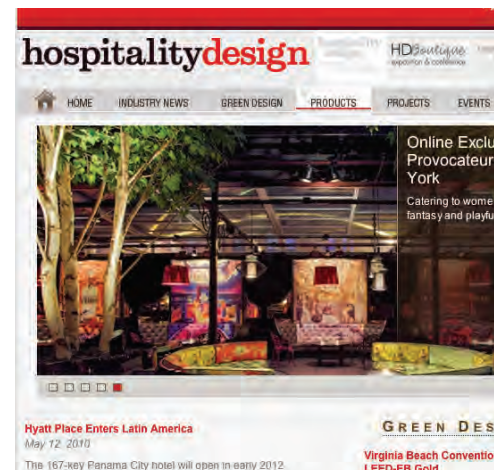 hospitalitydesign
HDBoutique
exposition & conference
HOME INDUSTRY NEWS GREEN DESIGN PRODUCTS PROJECTS EVENTS
Online Exclu
Provocateur
York
Catering to wome
fantasy and playfu
Hyatt Place Enters Latin America
May 12, 2010
The 167-key Panama City hotel will open in early 2012
GREEN DES
Virginia Beach Conventio
LEED-EB Gold